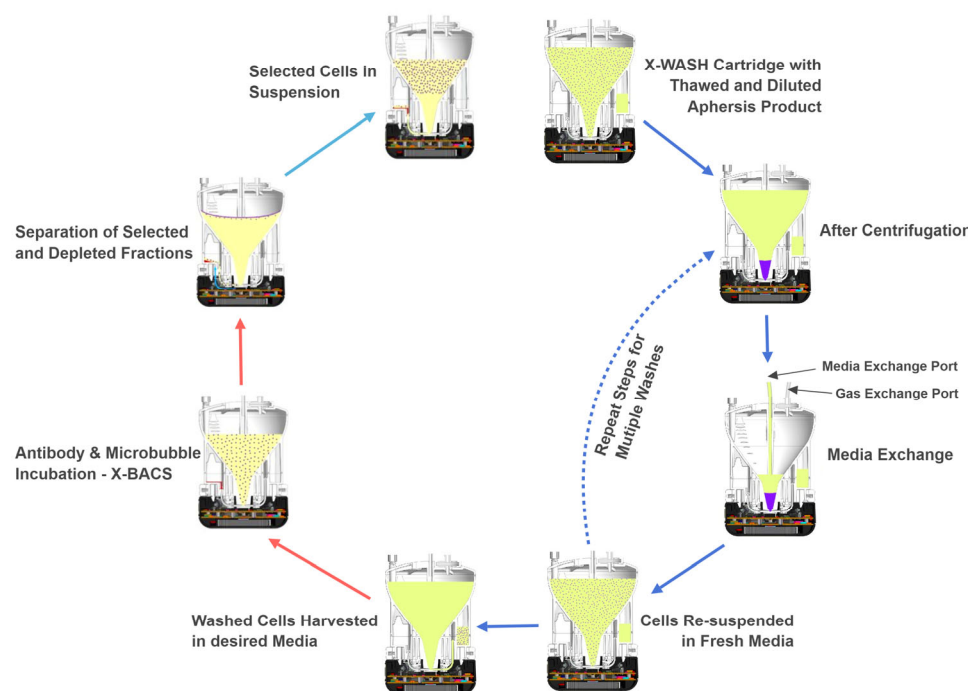 Selected Cells in
Suspension
X-WASH Cartridge with
Thawed and Diluted
Aphersis Product
Separation of Selected
and Depleted Fractions
After Centrifugation
Repeat Steps for
Mutiple Washes
Media Exchange Port
Gas Exchange Port
Antibody & Microbubble
Incubation - X-BACS
Media Exchange
Washed Cells Harvested
in desired Media
Cells Re-suspended
in Fresh Media